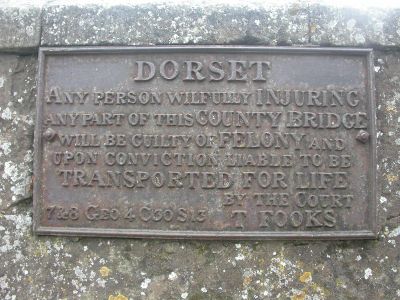 DORSET
ANY PERSON WILFULLY INJURING
ANY PART OF THIS COUNTY BRIDGE
WILL BE GUILTY OF FELONY AND
UPON CONVICTION LIABLE TO BE
TRANSPORTED FOR LIFE
BY THE COURT
7&8 GEO 4 C30 S13 T FOOKS